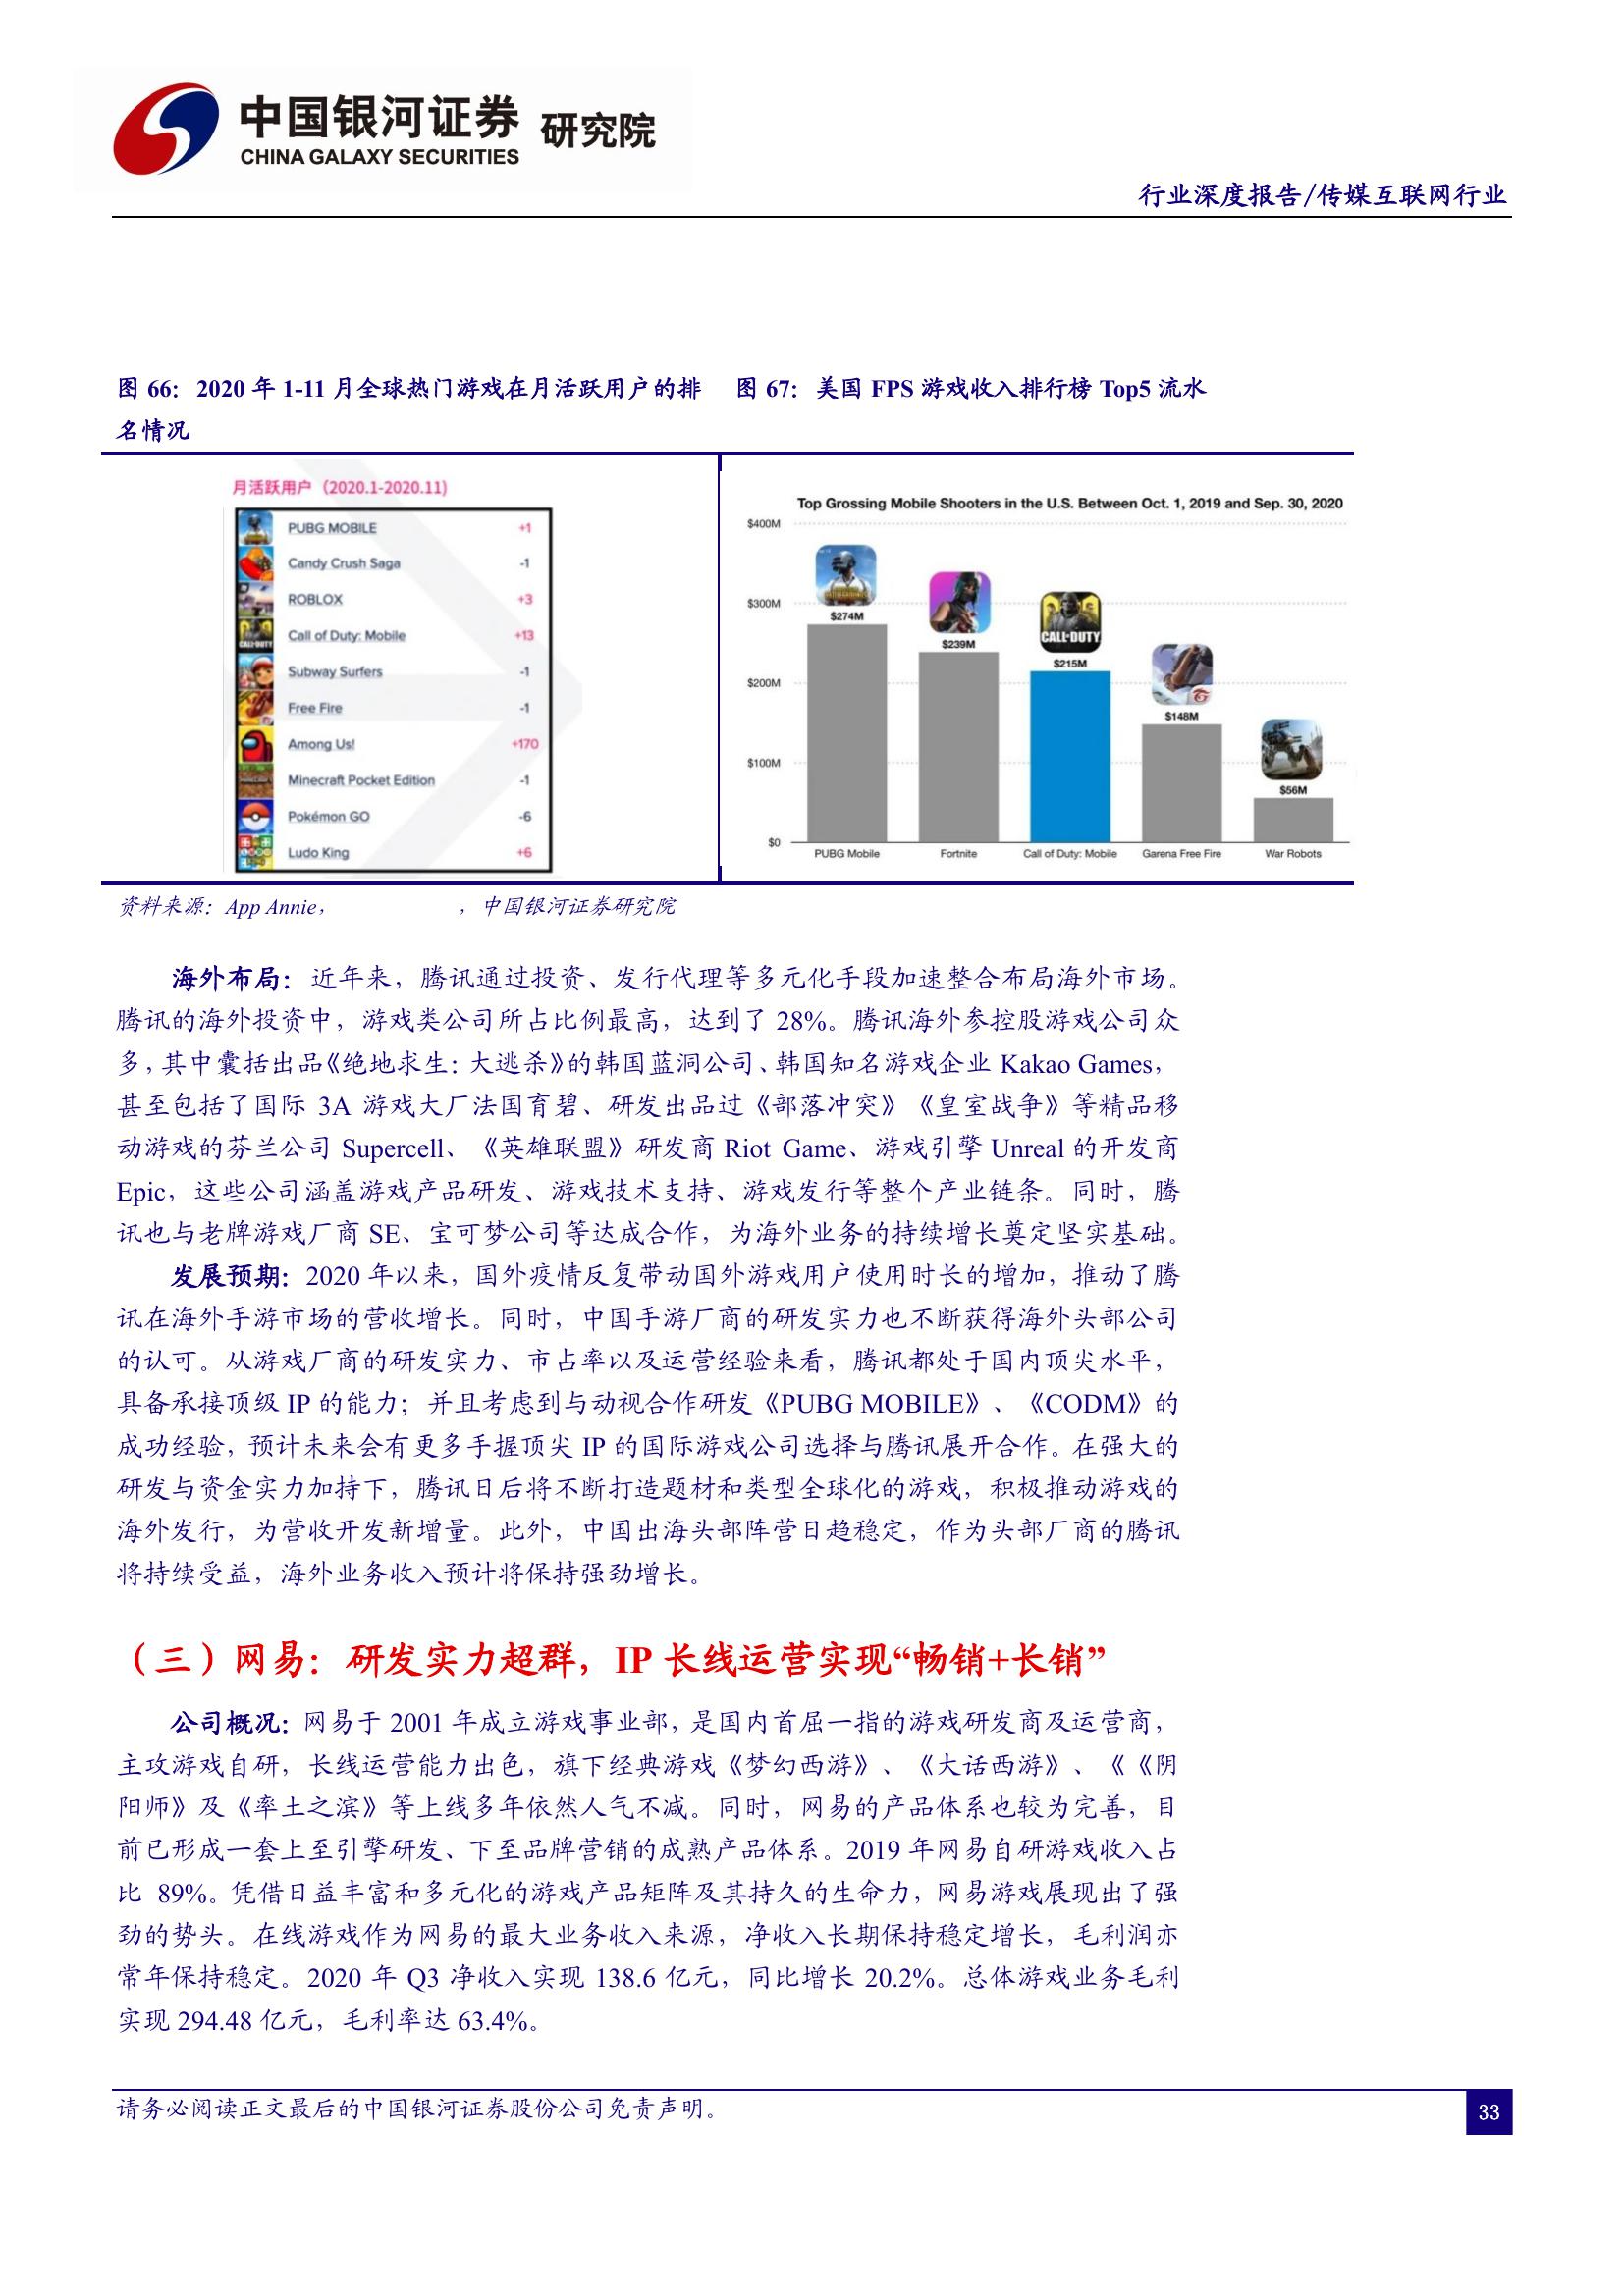 中国银河证券 研究院
CHINA GALAXY SECURITIES
行业深度报告/传媒互联网行业
图 66：2020 年 1-11 月全球热门游戏在月活跃用户的排
名情况
图 67：美国 FPS 游戏收入排行榜 Top5 流水
月活跃用户（2020.1-2020.11)
PUBG MOBILE +1
Candy Crush Saga -1
ROBLOX +3
Call of Duty: Mobile +13
Subway Surfers -1
Free Fire -1
Among Us! +170
Minecraft Pocket Edition -1
Pokémon GO -6
Ludo King +6
Top Grossing Mobile Shooters in the U.S. Between Oct. 1, 2019 and Sep. 30, 2020
$400M
$300M
$200M
$100M
$0
$274M
$239M
CALL·DUTY
$215M
$148M
$56M
PUBG Mobile Fortnite Call of Duty: Mobile Garena Free Fire War Robots
资料来源：App Annie， ，中国银河证券研究院
海外布局：近年来，腾讯通过投资、发行代理等多元化手段加速整合布局海外市场。
腾讯的海外投资中，游戏类公司所占比例最高，达到了 28%。腾讯海外参控股游戏公司众
多，其中囊括出品《绝地求生：大逃杀》的韩国蓝洞公司、韩国知名游戏企业 Kakao Games，
甚至包括了国际 3A 游戏大厂法国育碧、研发出品过《部落冲突》《皇室战争》等精品移
动游戏的芬兰公司 Supercell、《英雄联盟》研发商 Riot Game、游戏引擎 Unreal 的开发商
Epic，这些公司涵盖游戏产品研发、游戏技术支持、游戏发行等整个产业链条。同时，腾
讯也与老牌游戏厂商 SE、宝可梦公司等达成合作，为海外业务的持续增长奠定坚实基础。
发展预期：2020 年以来，国外疫情反复带动国外游戏用户使用时长的增加，推动了腾
讯在海外手游市场的营收增长。同时，中国手游厂商的研发实力也不断获得海外头部公司
的认可。从游戏厂商的研发实力、市占率以及运营经验来看，腾讯都处于国内顶尖水平，
具备承接顶级 IP 的能力；并且考虑到与动视合作研发《PUBG MOBILE》、《CODM》的
成功经验，预计未来会有更多手握顶尖 IP 的国际游戏公司选择与腾讯展开合作。在强大的
研发与资金实力加持下，腾讯日后将不断打造题材和类型全球化的游戏，积极推动游戏的
海外发行，为营收开发新增量。此外，中国出海头部阵营日趋稳定，作为头部厂商的腾讯
将持续受益，海外业务收入预计将保持强劲增长。
（三）网易：研发实力超群，IP 长线运营实现“畅销+长销”
公司概况：网易于 2001 年成立游戏事业部，是国内首屈一指的游戏研发商及运营商，
主攻游戏自研，长线运营能力出色，旗下经典游戏《梦幻西游》、《大话西游》、《《阴
阳师》及《率土之滨》等上线多年依然人气不减。同时，网易的产品体系也较为完善，目
前已形成一套上至引擎研发、下至品牌营销的成熟产品体系。2019 年网易自研游戏收入占
比 89%。凭借日益丰富和多元化的游戏产品矩阵及其持久的生命力，网易游戏展现出了强
劲的势头。在线游戏作为网易的最大业务收入来源，净收入长期保持稳定增长，毛利润亦
常年保持稳定。2020 年 Q3 净收入实现 138.6 亿元，同比增长 20.2%。总体游戏业务毛利
实现 294.48 亿元，毛利率达 63.4%。
请务必阅读正文最后的中国银河证券股份公司免责声明。
33